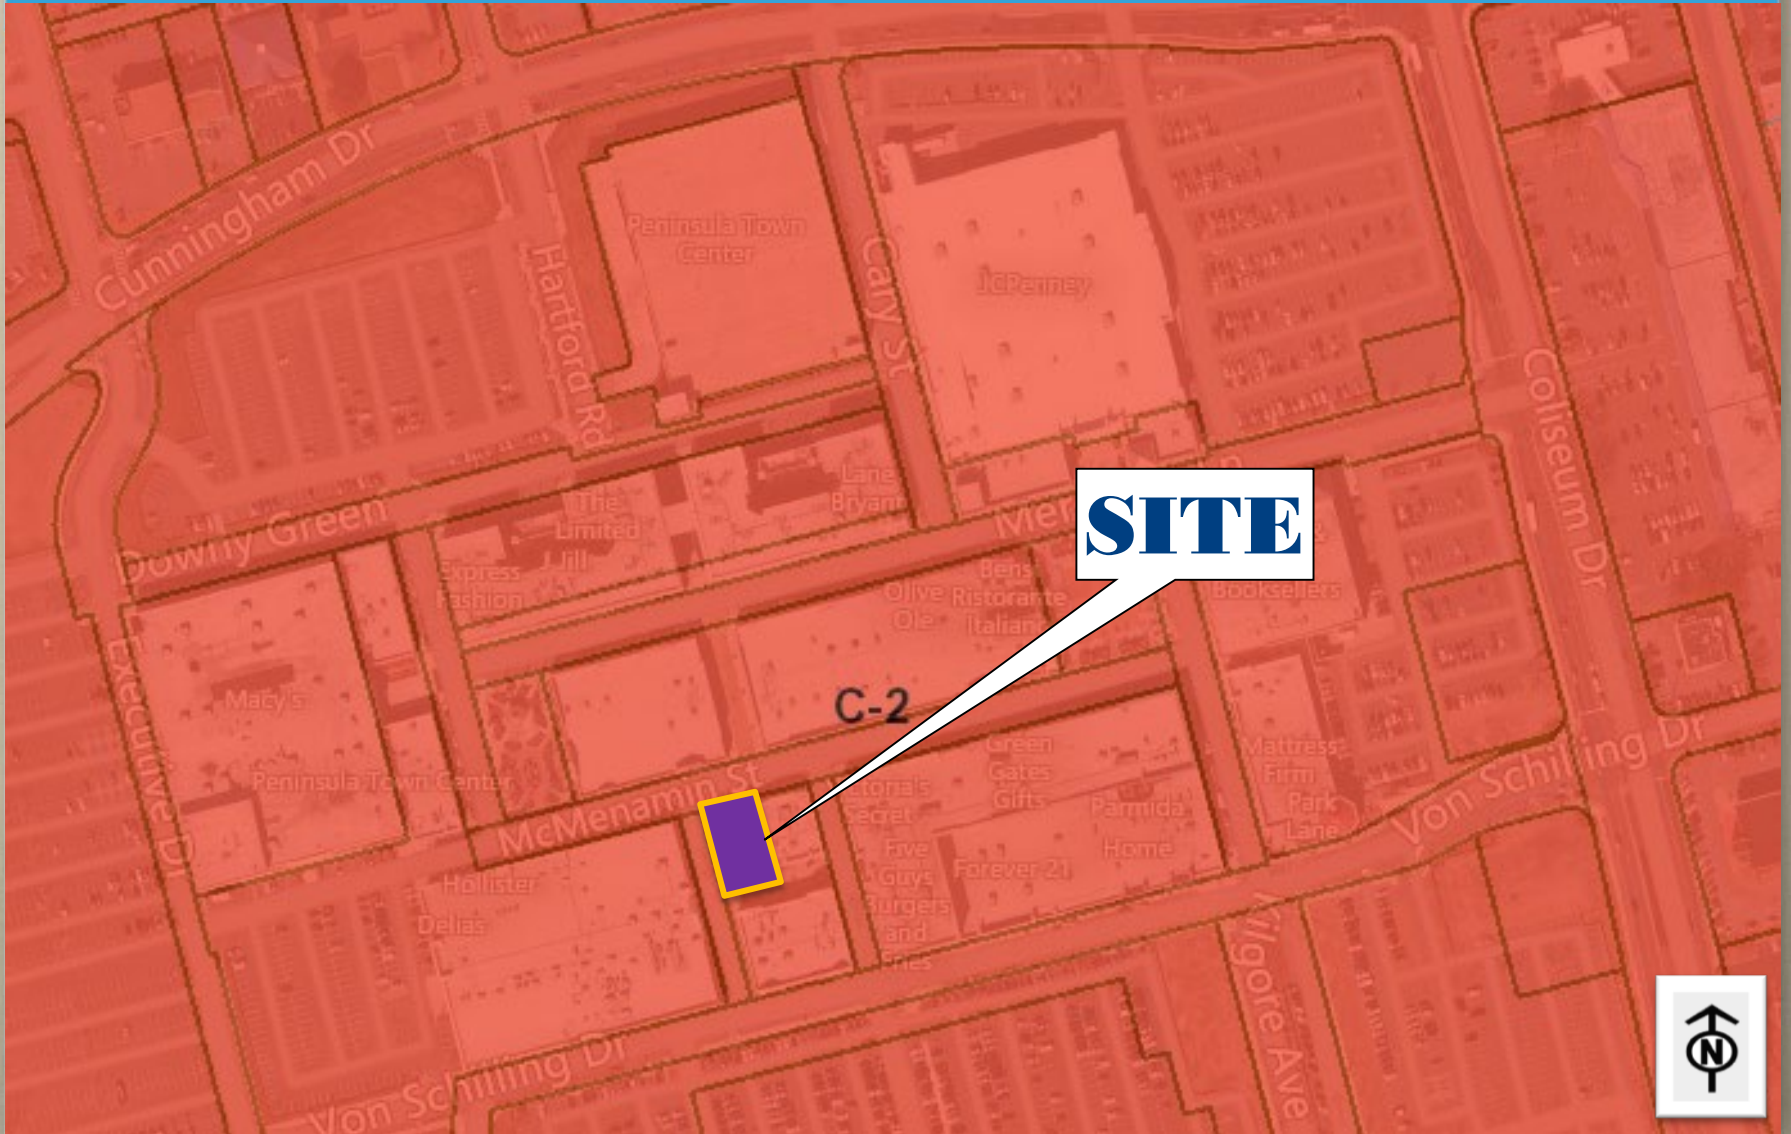 Cunningham Dr
Peninsula Town
Center
Hartford Rd
Cary St
JCPenney
Coliseum Dr
Lane
Bryant
The
Limited
Jill
Downy Green
Express
Fashion
SITE
Olive
Ole
Bens
Ristorante
Italian
Booksellers
Macy's
Executive Dr
C-2
Peninsula Town Center
McMenamin St
Green
Gates
Gifts
Mattress
Firm
Park
Lane
Von Schilling Dr
Secret
Parmida
Home
Five
Guys
Burgers
and
Fries
Forever 21
Hollister
Delias
Kilgore Ave
Von Schilling Dr
N